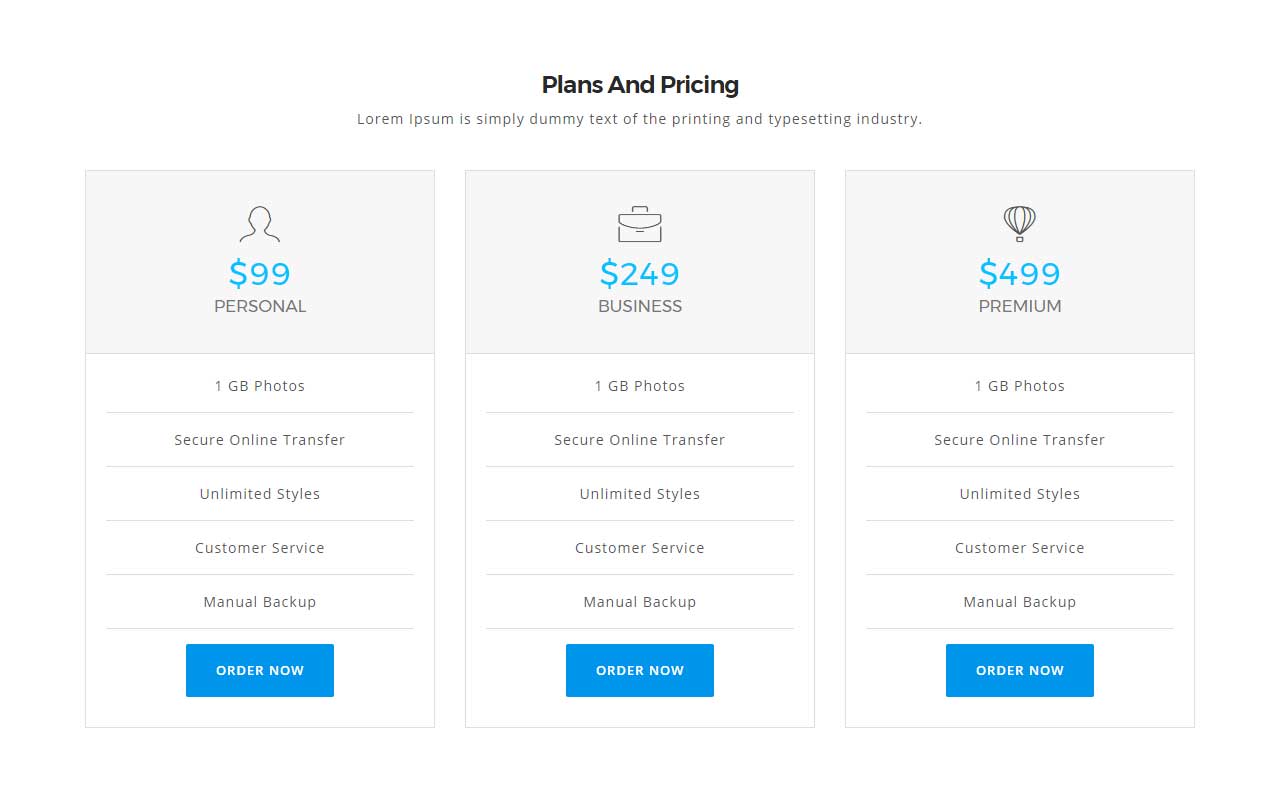 Plans And Pricing
Lorem Ipsum is simply dummy text of the printing and typesetting industry.
$99
PERSONAL
1 GB Photos
Secure Online Transfer
Unlimited Styles
Customer Service
Manual Backup
ORDER NOW
$249
BUSINESS
1 GB Photos
Secure Online Transfer
Unlimited Styles
Customer Service
Manual Backup
ORDER NOW
$499
PREMIUM
1 GB Photos
Secure Online Transfer
Unlimited Styles
Customer Service
Manual Backup
ORDER NOW